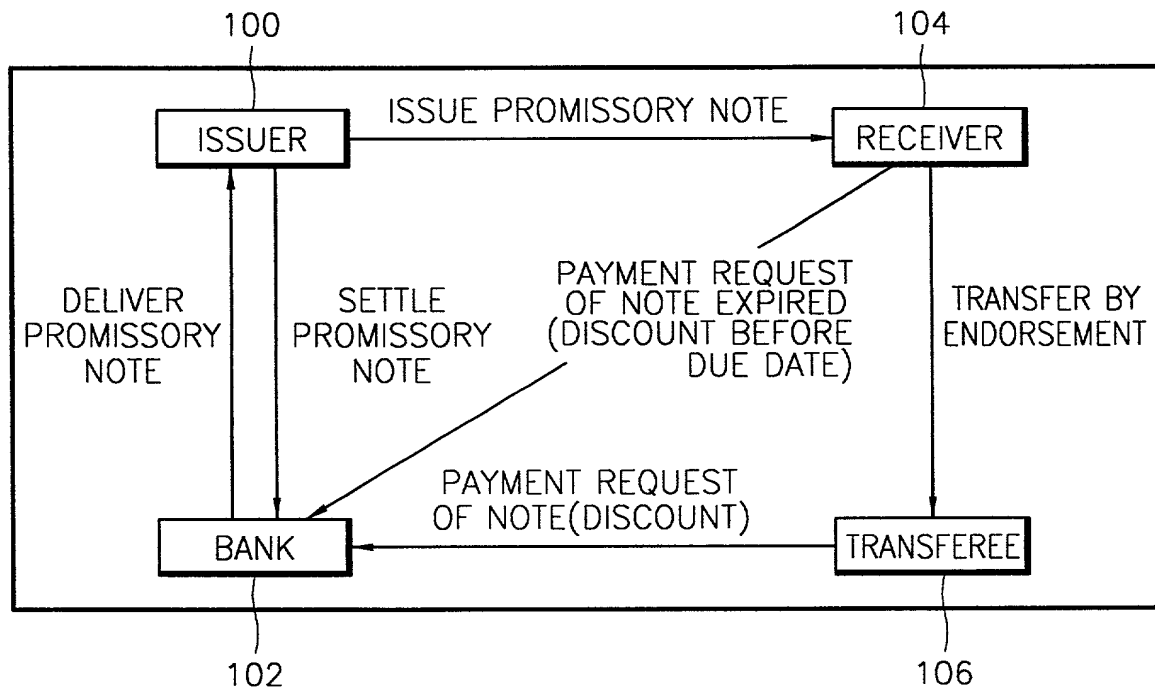 100
104
ISSUER
ISSUE PROMISSORY NOTE
RECEIVER
DELIVER
PROMISSORY
NOTE
SETTLE
PROMISSORY
NOTE
PAYMENT REQUEST
OF NOTE EXPIRED
(DISCOUNT BEFORE
DUE DATE)
TRANSFER BY
ENDORSEMENT
PAYMENT REQUEST
OF NOTE(DISCOUNT)
BANK
TRANSFEREE
102
106